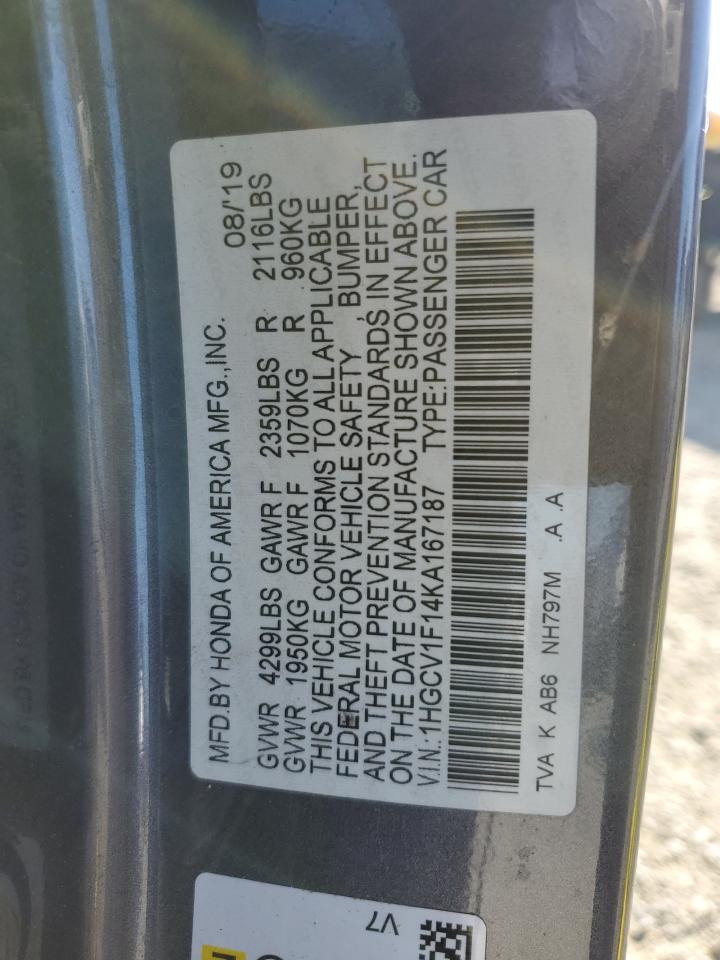 MFD.BY HONDA OF AMERICA MFG.,INC. 08/'19
GVWR 4299LBS GAWR F 2359LBS R 2116LBS
GVWR 1950KG GAWR F 1070KG R 960KG
THIS VEHICLE CONFORMS TO ALL APPLICABLE
FEDERAL MOTOR VEHICLE SAFETY, BUMPER,
AND THEFT PREVENTION STANDARDS IN EFFECT
ON THE DATE OF MANUFACTURE SHOWN ABOVE.
V.I.N.:1HGCV1F14KA167187 TYPE:PASSENGER CAR
TVA K AB6 NH797M .A .A
V7